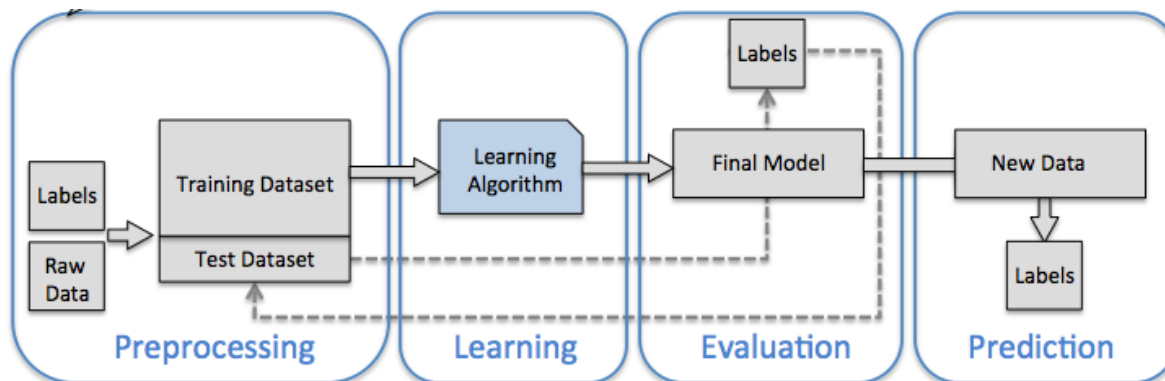 Labels
Raw
Data
Training Dataset
Test Dataset
Preprocessing
Learning
Algorithm
Learning
Labels
Final Model
Evaluation
New Data
Labels
Prediction